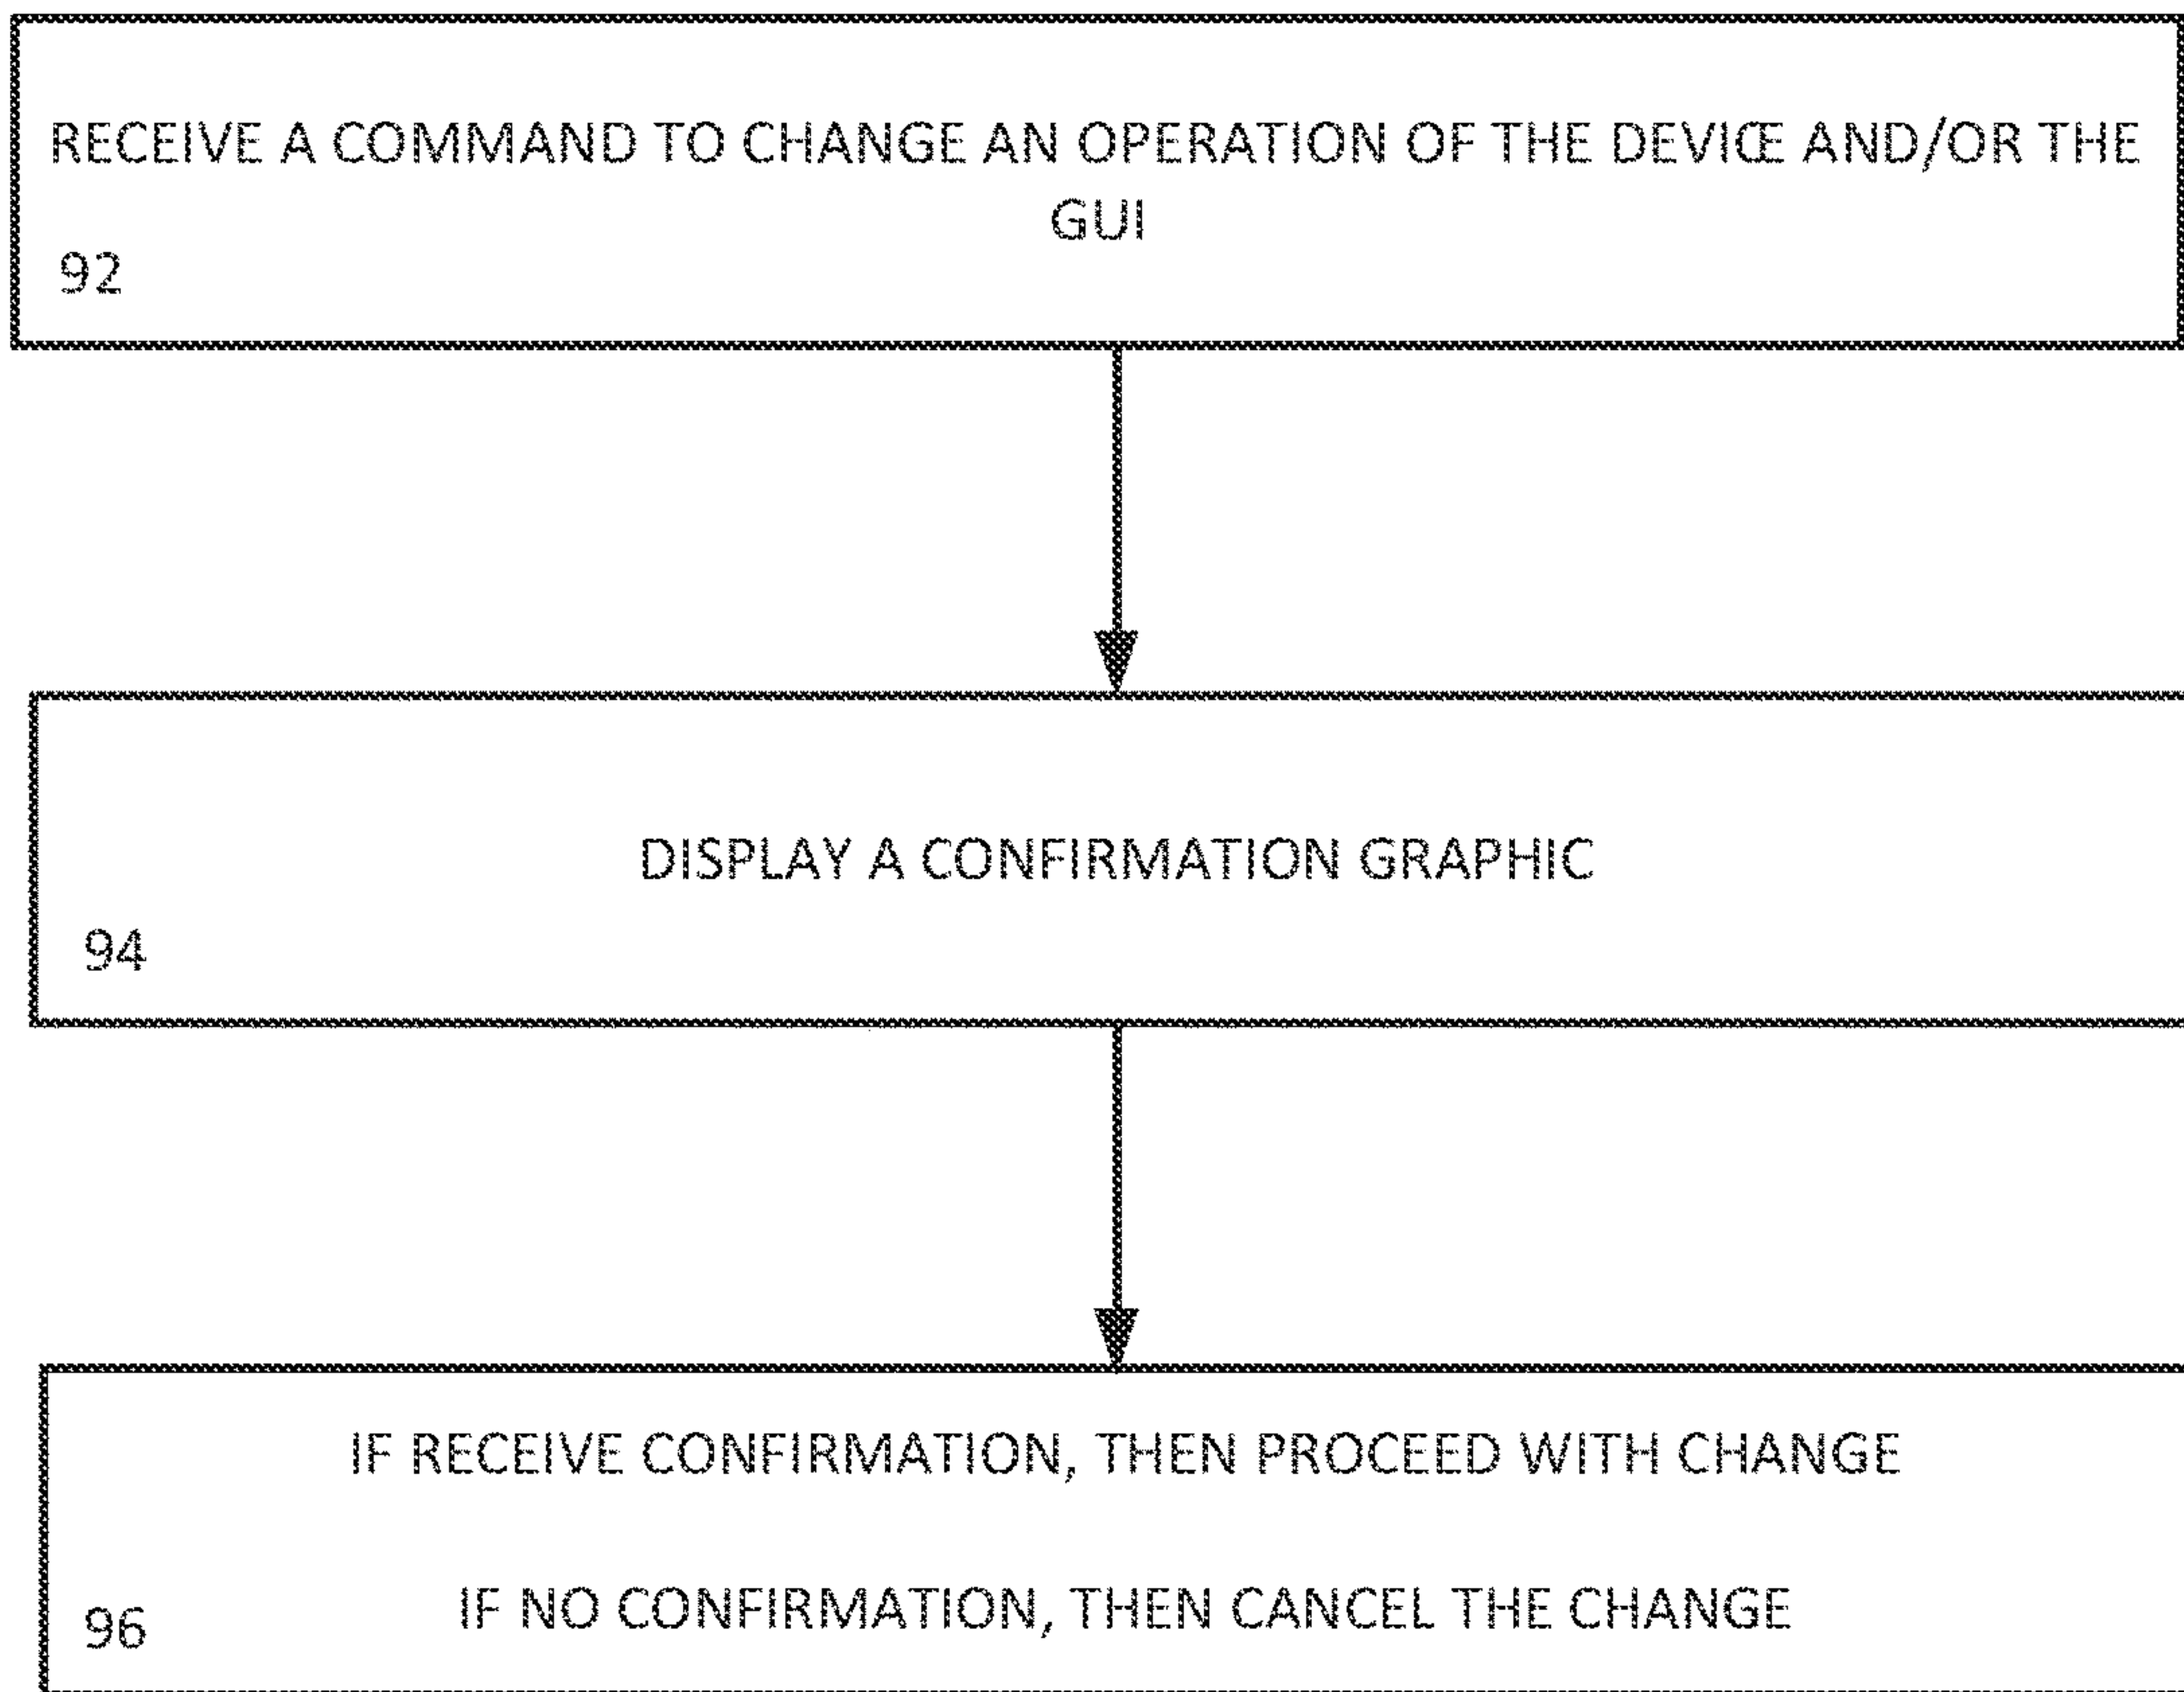 RECEIVE A COMMAND TO CHANGE AN OPERATION OF THE DEVICE AND/OR THE
GUI
92
DISPLAY A CONFIRMATION GRAPHIC
94
IF RECEIVE CONFIRMATION, THEN PROCEED WITH CHANGE
IF NO CONFIRMATION, THEN CANCEL THE CHANGE
96